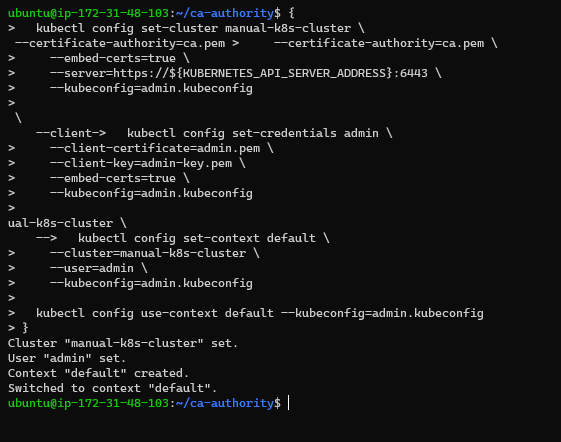 ubuntu@ip-172-31-48-103:~/ca-authority$ {
>   kubectl config set-cluster manual-k8s-cluster \
 --certificate-authority=ca.pem >     --certificate-authority=ca.pem \
>     --embed-certs=true \
>     --server=https://${KUBERNETES_API_SERVER_ADDRESS}:6443 \
>     --kubeconfig=admin.kubeconfig
>
 \
    --client->   kubectl config set-credentials admin \
>     --client-certificate=admin.pem \
>     --client-key=admin-key.pem \
>     --embed-certs=true \
>     --kubeconfig=admin.kubeconfig
>
ual-k8s-cluster \
    -->   kubectl config set-context default \
>     --cluster=manual-k8s-cluster \
>     --user=admin \
>     --kubeconfig=admin.kubeconfig
>
>   kubectl config use-context default --kubeconfig=admin.kubeconfig
> }
Cluster "manual-k8s-cluster" set.
User "admin" set.
Context "default" created.
Switched to context "default".
ubuntu@ip-172-31-48-103:~/ca-authority$